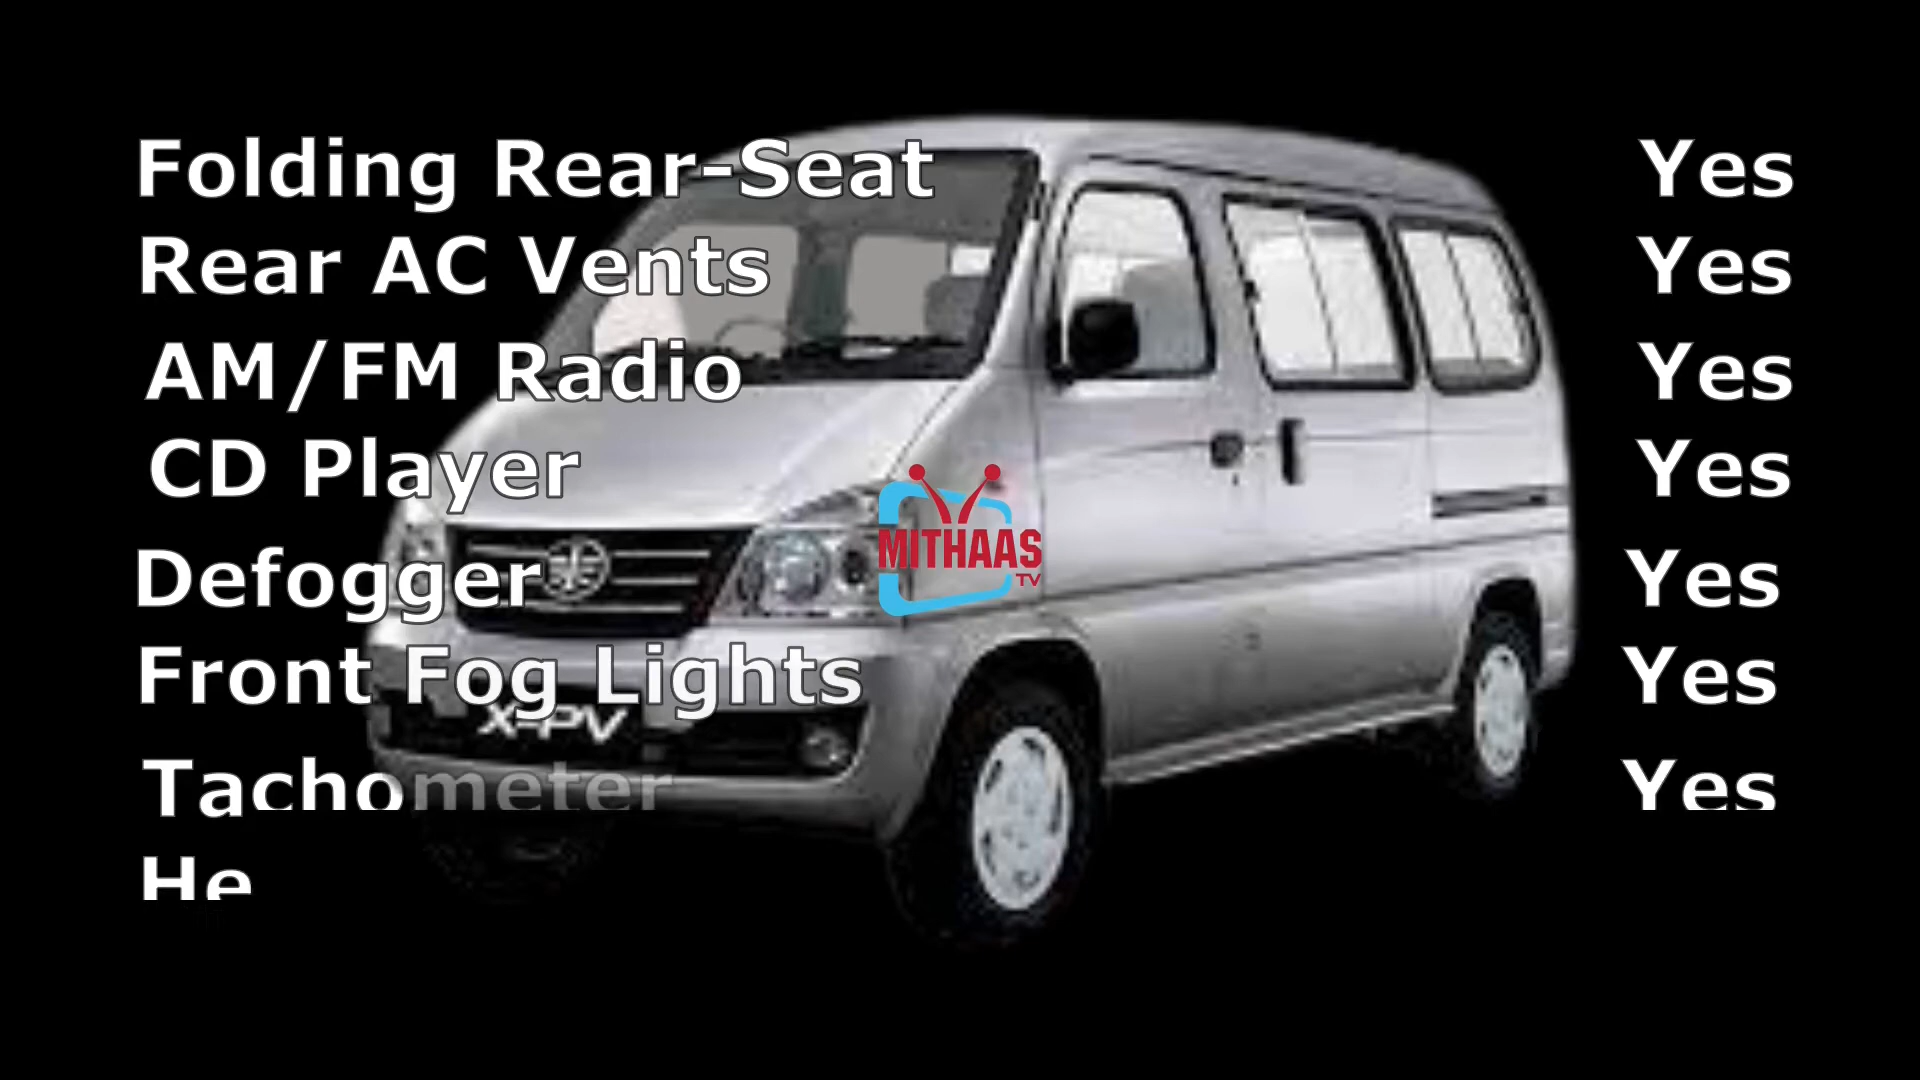 Folding Rear-Seat Yes
Rear AC Vents Yes
AM/FM Radio Yes
CD Player Yes
MITHAAS
TV
Defogger Yes
Front Fog Lights Yes
X-PV
Tachometer Yes
He